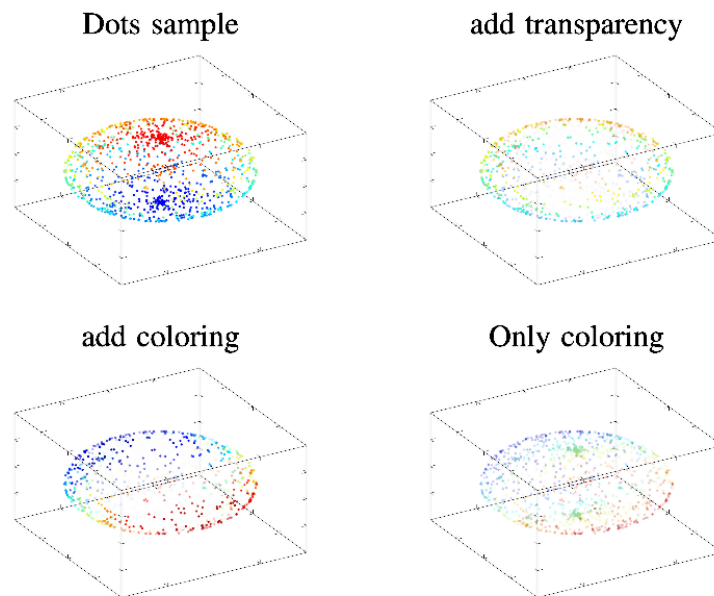 Dots sample
add transparency
add coloring
Only coloring